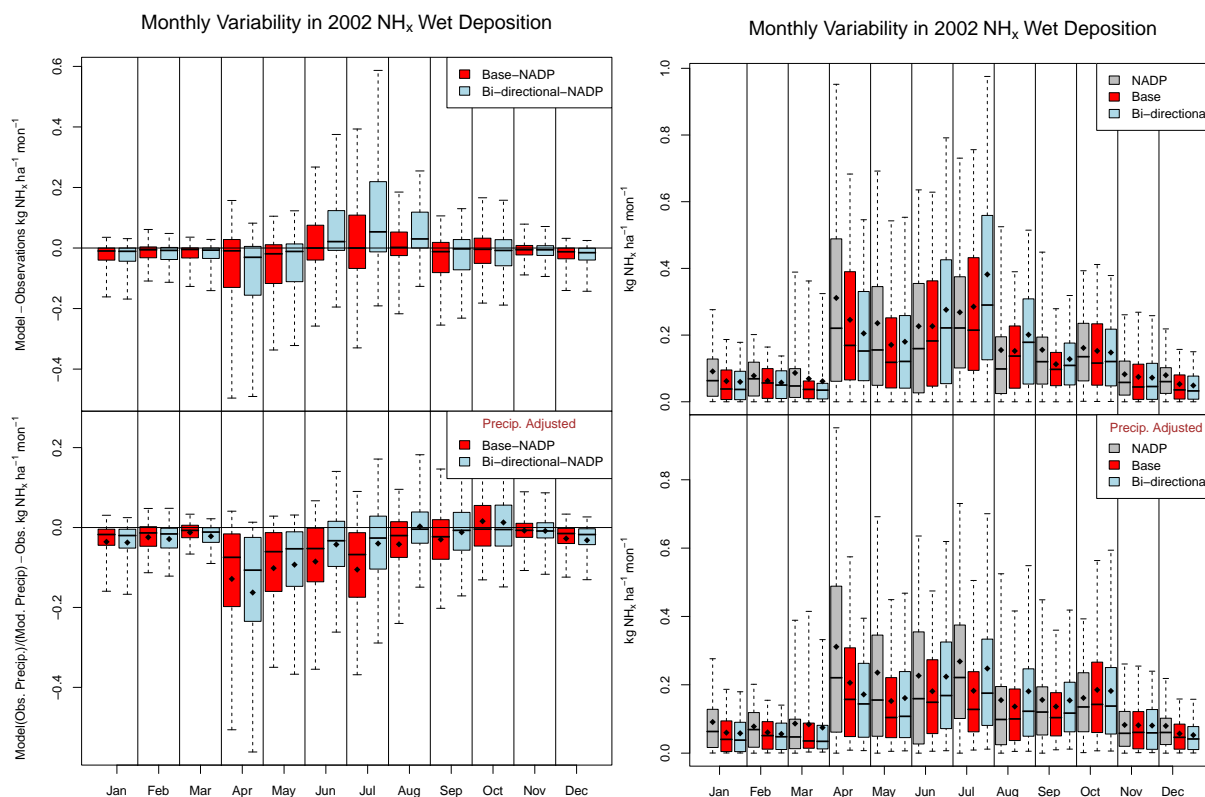 Monthly Variability in 2002 NHₓ Wet Deposition
Model − Observations kg NHₓ ha⁻¹ mon⁻¹
0.6
0.4
0.2
0.0
−0.2
−0.4
Base−NADP
Bi−directional−NADP
Model(Obs. Precip.)/(Mod. Precip) − Obs. kg NHₓ ha⁻¹ mon⁻¹
0.2
0.0
−0.2
−0.4
Precip. Adjusted
Base−NADP
Bi−directional−NADP
Jan Feb Mar Apr May Jun Jul Aug Sep Oct Nov Dec
Monthly Variability in 2002 NHₓ Wet Deposition
kg NHₓ ha⁻¹ mon⁻¹
1.0
0.8
0.6
0.4
0.2
0.0
NADP
Base
Bi−directional
kg NHₓ ha⁻¹ mon⁻¹
0.8
0.6
0.4
0.2
0.0
Precip. Adjusted
NADP
Base
Bi−directional
Jan Feb Mar Apr May Jun Jul Aug Sep Oct Nov Dec